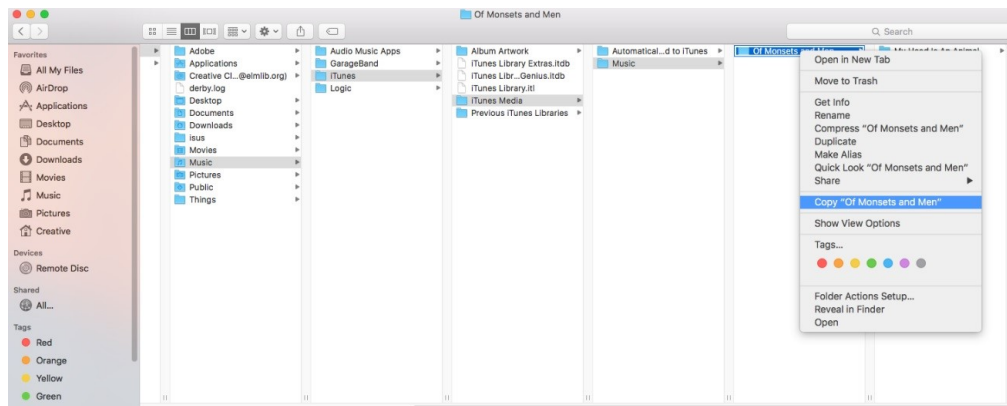 Of Monsets and Men
Search
Favorites
All My Files
AirDrop
Applications
Desktop
Documents
Downloads
Movies
Music
Pictures
Creative
Devices
Remote Disc
Shared
All...
Tags
Red
Orange
Yellow
Green
Adobe
Applications
Creative Cl...@elmlib.org)
derby.log
Desktop
Documents
Downloads
isus
Movies
Music
Pictures
Public
Things
Audio Music Apps
GarageBand
iTunes
Logic
Album Artwork
iTunes Library Extras.itdb
iTunes Libr...Genius.itdb
iTunes Library.itl
iTunes Media
Previous iTunes Libraries
Automatical...d to iTunes
Music
Of Monsets and Men
My Head Is An Animal
Open in New Tab
Move to Trash
Get Info
Rename
Compress “Of Monsets and Men”
Duplicate
Make Alias
Quick Look “Of Monsets and Men”
Share
Copy “Of Monsets and Men”
Show View Options
Tags...
Folder Actions Setup...
Reveal in Finder
Open